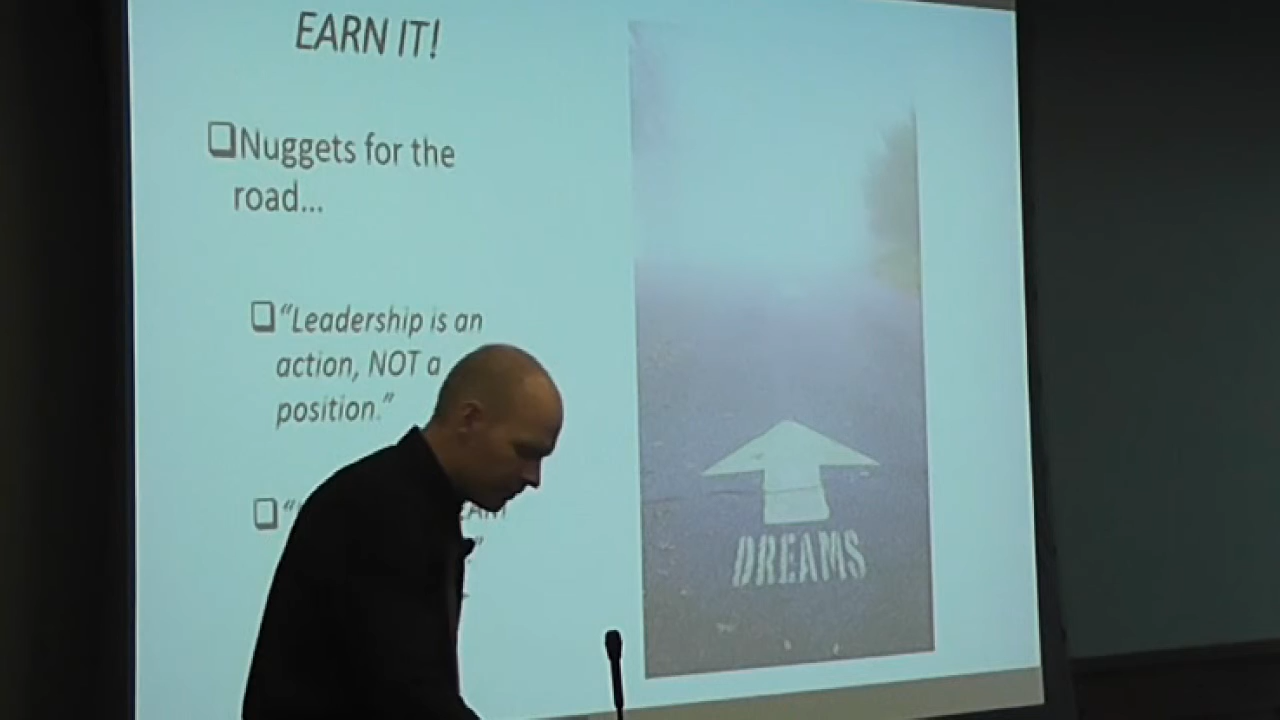 EARN IT!
❑Nuggets for the
road...
❑“Leadership is an
action, NOT a
position.”
❑“
DREAMS